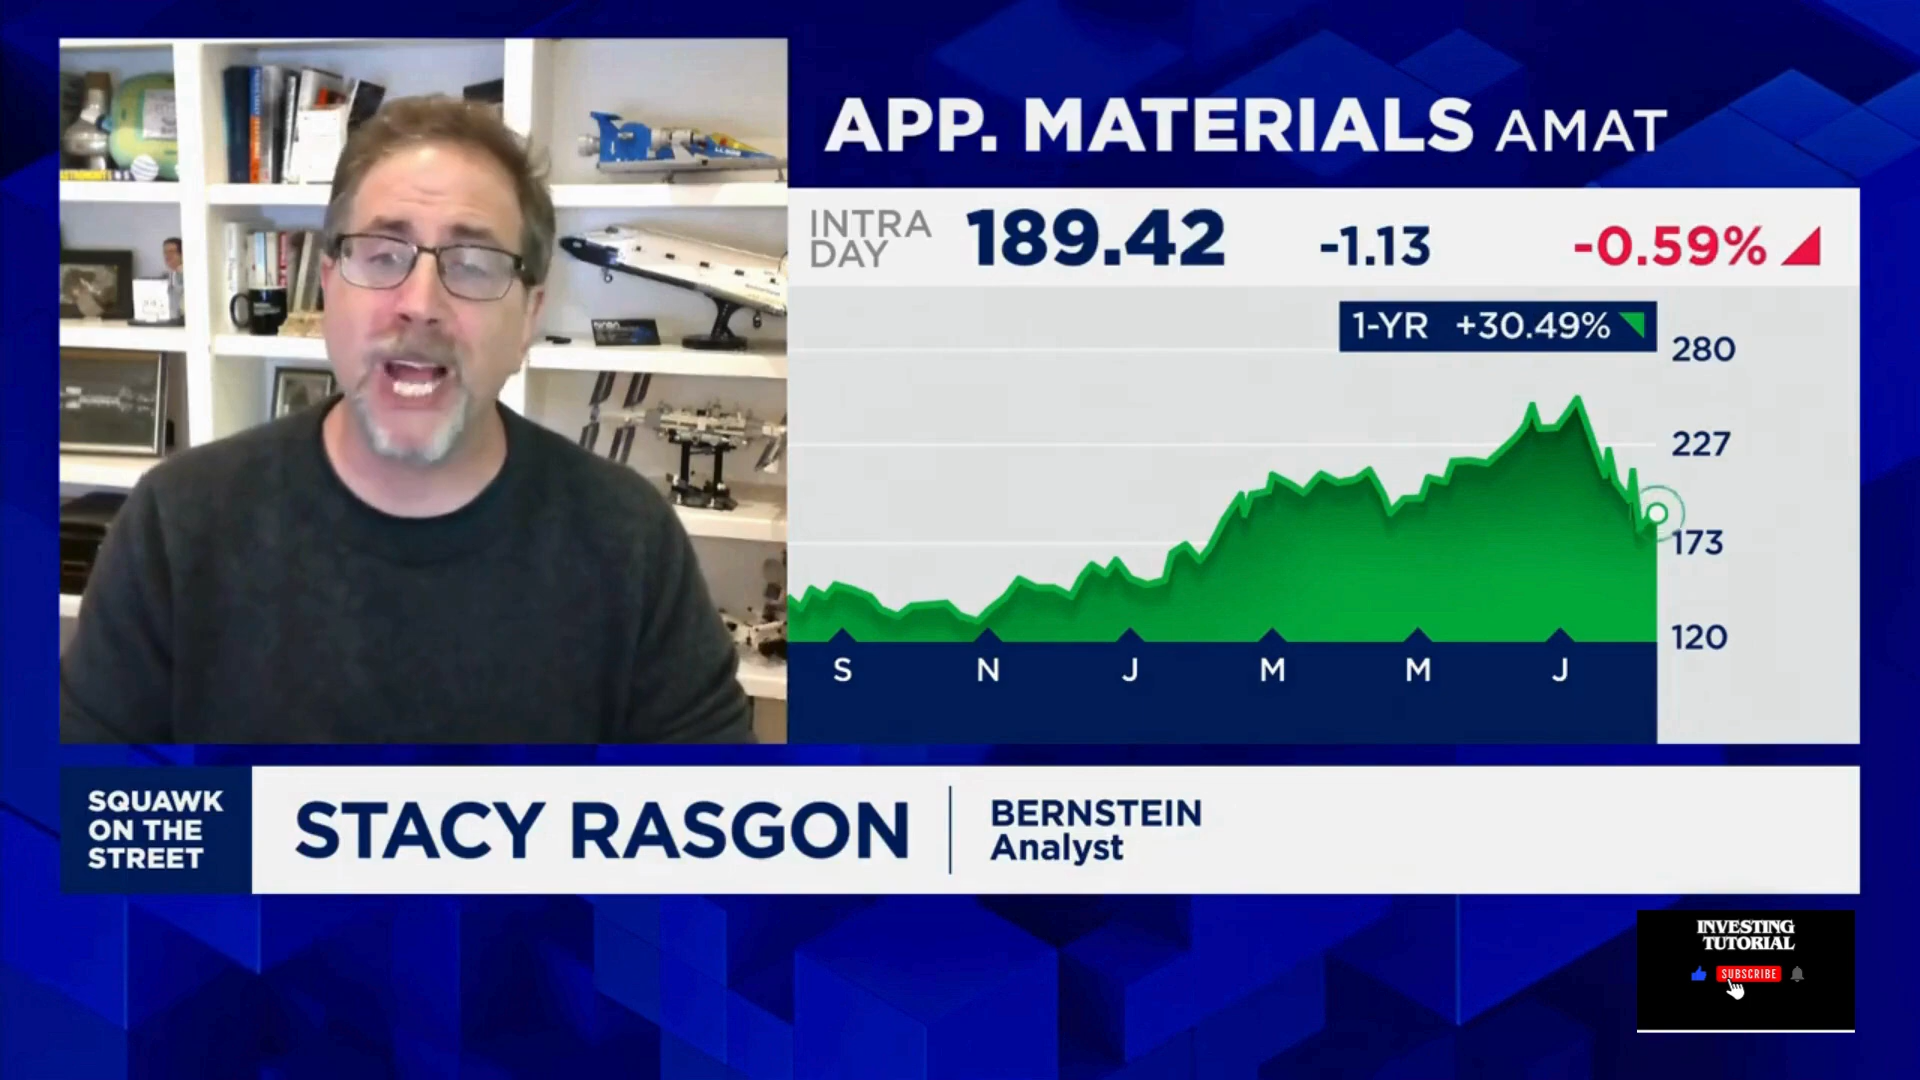 APP. MATERIALS AMAT
INTRA DAY 189.42 -1.13 -0.59%
1-YR +30.49%
280
227
173
120
S N J M M J
SQUAWK
ON THE
STREET
STACY RASGON
BERNSTEIN
Analyst
INVESTING
TUTORIAL
SUBSCRIBE